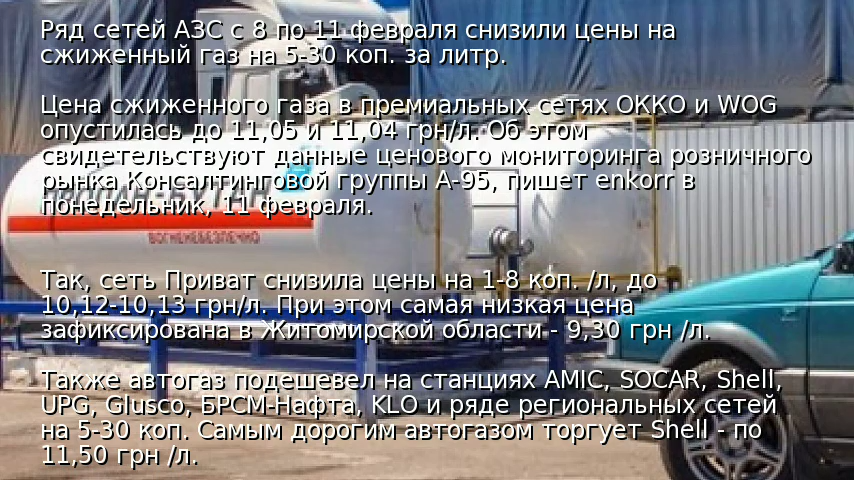 Ряд сетей АЗС с 8 по 11 февраля снизили цены на
сжиженный газ на 5-30 коп. за литр.
Цена сжиженного газа в премиальных сетях ОККО и WOG
опустилась до 11,05 и 11,04 грн/л. Об этом
свидетельствуют данные ценового мониторинга розничного
рынка Консалтинговой группы А-95, пишет enkorr в
понедельник, 11 февраля.
ВОГНЕНЕБЕЗПЕЧНО
Так, сеть Приват снизила цены на 1-8 коп. /л, до
10,12-10,13 грн/л. При этом самая низкая цена
зафиксирована в Житомирской области - 9,30 грн /л.
Также автогаз подешевел на станциях AMIC, SOCAR, Shell,
UPG, Glusco, БРСМ-Нафта, KLO и ряде региональных сетей
на 5-30 коп. Самым дорогим автогазом торгует Shell - по
11,50 грн /л.